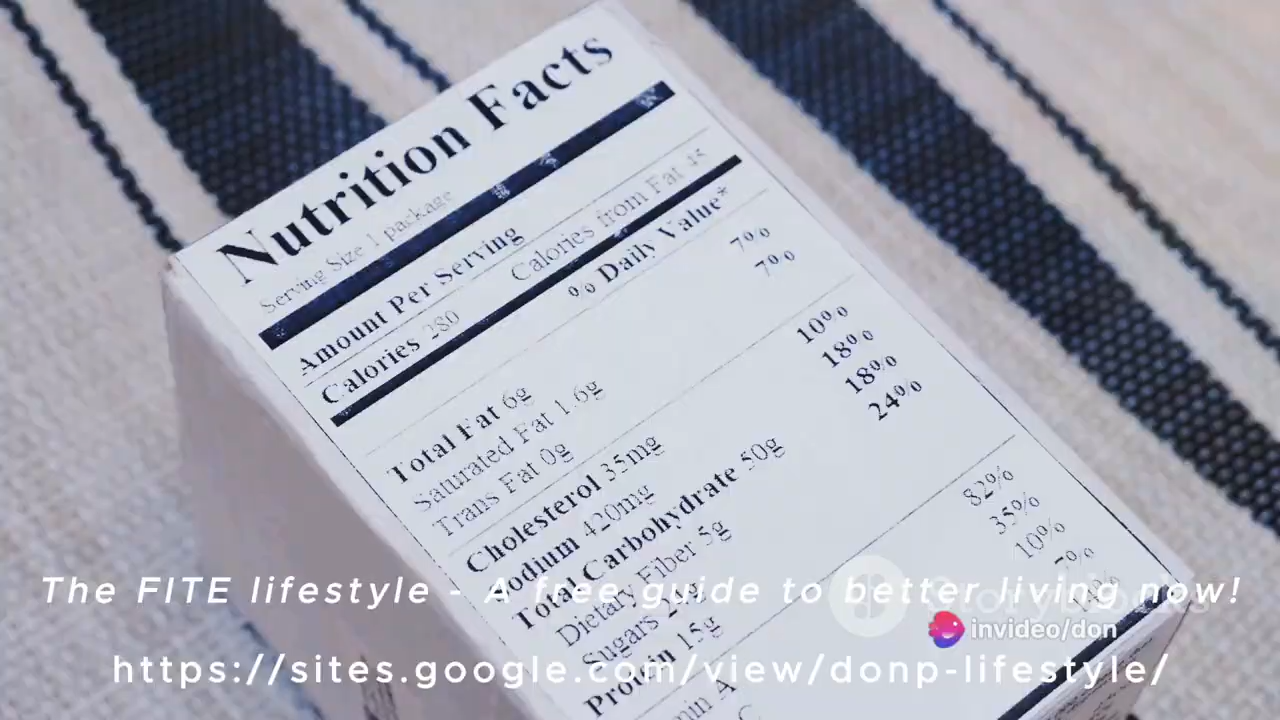 Nutrition Facts
Serving Size 1 package
Amount Per Serving
Calories 280 Calories from Fat 45
% Daily Value*
Total Fat 6g 7%
Saturated Fat 1.6g 7%
Trans Fat 0g
Cholesterol 35mg 10%
Sodium 420mg 18%
Total Carbohydrate 50g 18%
Dietary Fiber 5g 24%
Sugars
Protein 15g
82%
35%
10%
7%
The FITE lifestyle - A free guide to better living now!
invideo/don
https://sites.google.com/view/donp-lifestyle/